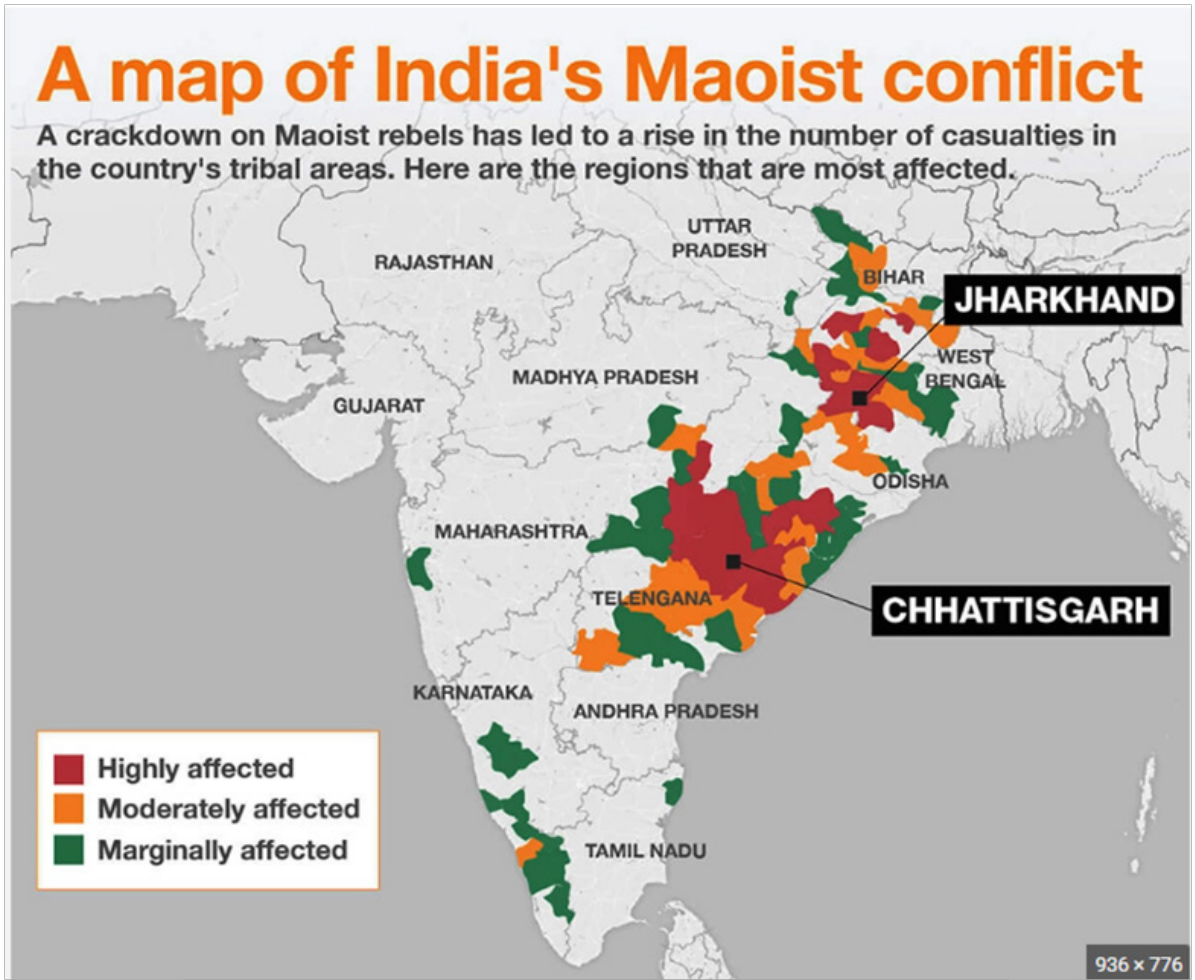 A map of India's Maoist conflict
A crackdown on Maoist rebels has led to a rise in the number of casualties in
the country's tribal areas. Here are the regions that are most affected.
UTTAR
PRADESH
RAJASTHAN
BIHAR
JHARKHAND
WEST
BENGAL
MADHYA PRADESH
GUJARAT
ODISHA
MAHARASHTRA
TELENGANA
CHHATTISGARH
KARNATAKA
ANDHRA PRADESH
Highly affected
Moderately affected
Marginally affected
TAMIL NADU
936 × 776